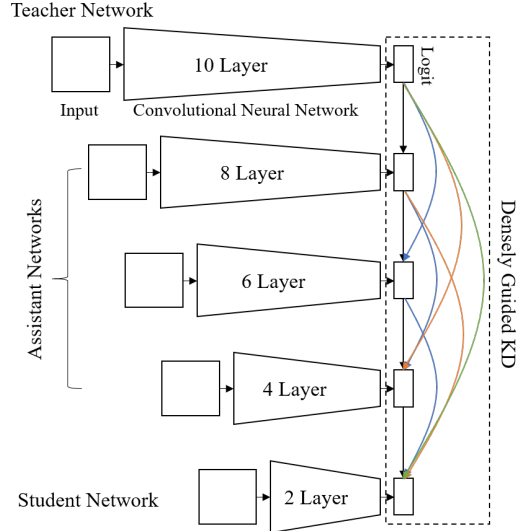 Teacher Network
10 Layer
Logit
Input
Convolutional Neural Network
8 Layer
Assistant Networks
6 Layer
Densely Guided KD
4 Layer
2 Layer
Student Network